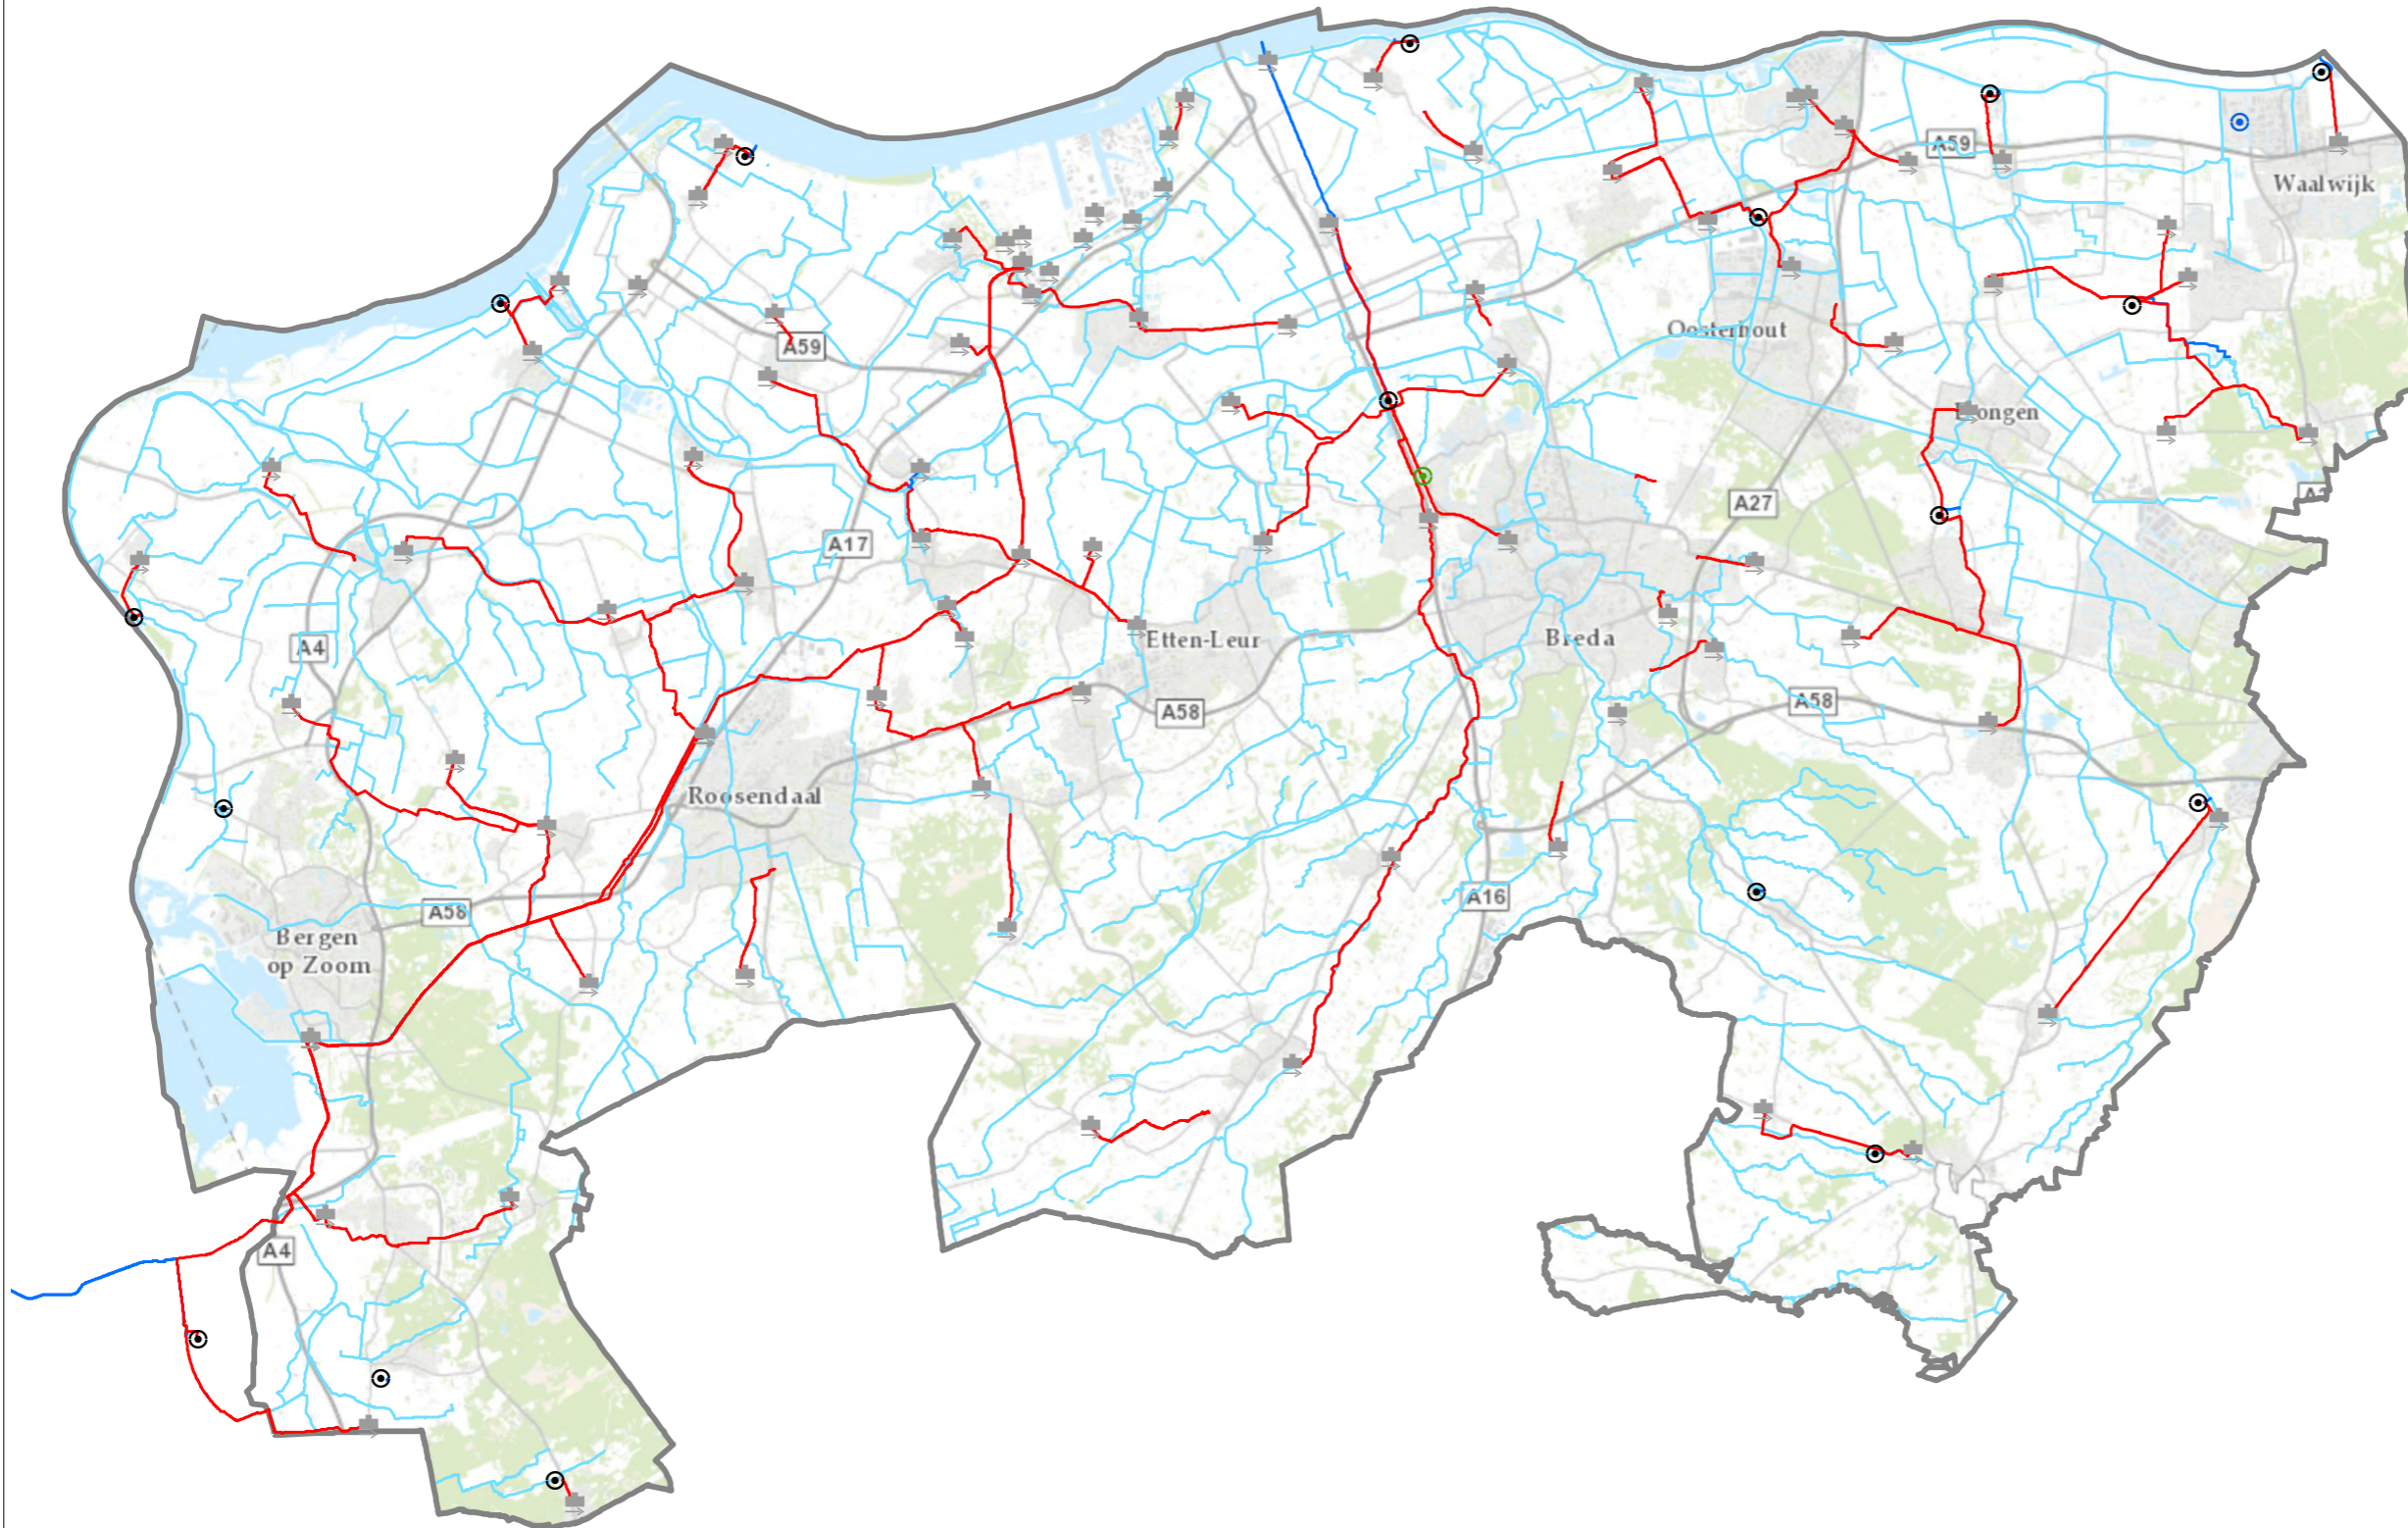 A59
Waalwijk
Oosterhout
A59
A27
A17
A4
Etten-Leur
Breda
A58
A58
Roosendaal
A16
A58
Bergen
op Zoom
A4